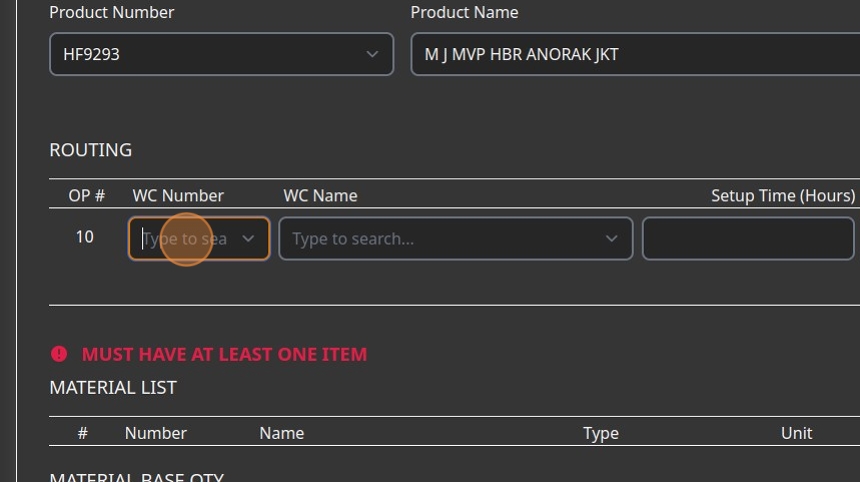 Product Number Product Name
HF9293 M J MVP HBR ANORAK JKT
ROUTING
OP # WC Number WC Name Setup Time (Hours)
10 Type to sea Type to search...
MUST HAVE AT LEAST ONE ITEM
MATERIAL LIST
# Number Name Type Unit
MATERIAL BASE QTY